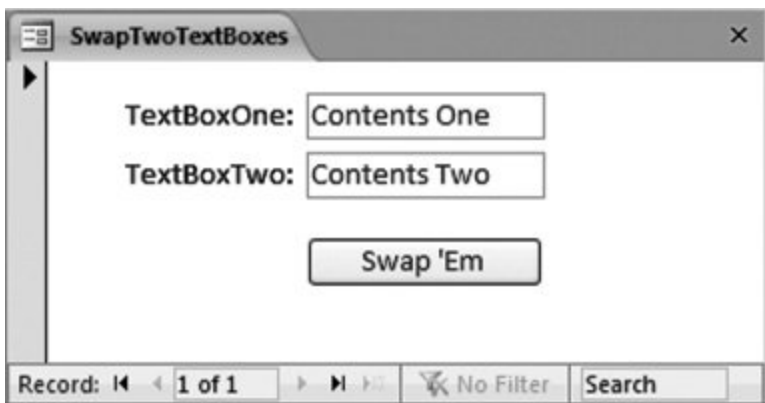 SwapTwoTextBoxes
TextBoxOne: Contents One
TextBoxTwo: Contents Two
Swap 'Em
Record: 1 of 1 No Filter Search